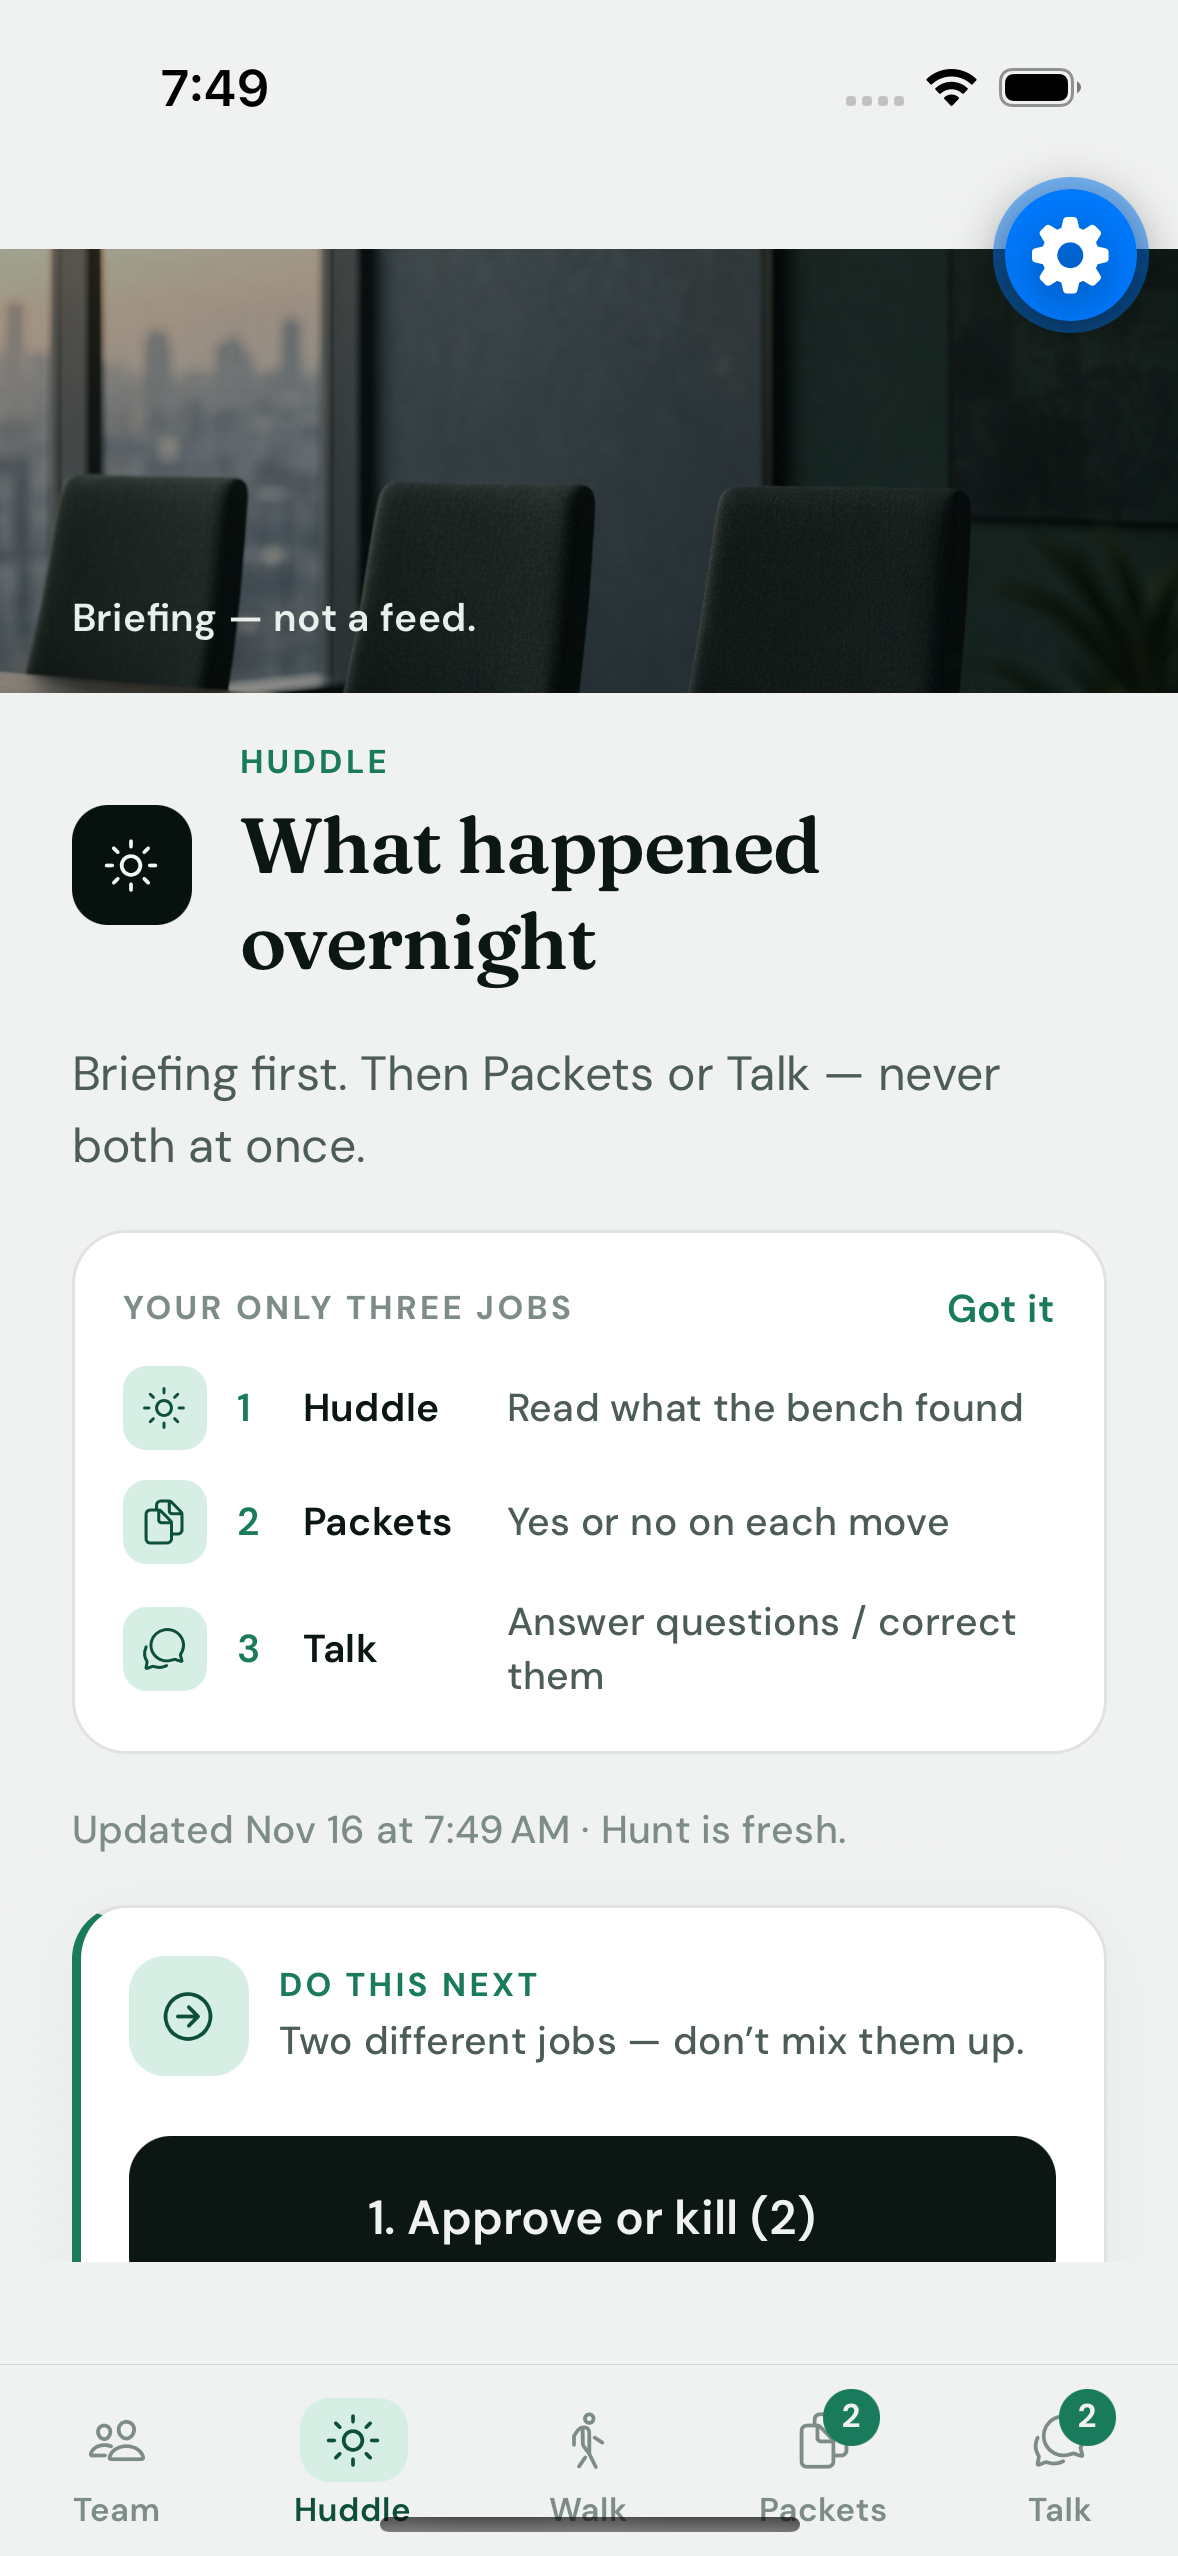 7:49
Briefing — not a feed.
HUDDLE
What happened
overnight
Briefing first. Then Packets or Talk — never
both at once.
YOUR ONLY THREE JOBS
Got it
1 Huddle Read what the bench found
2 Packets Yes or no on each move
3 Talk Answer questions / correct
them
Updated Nov 16 at 7:49 AM · Hunt is fresh.
DO THIS NEXT
Two different jobs — don’t mix them up.
1. Approve or kill (2)
2
2
Team
Huddle
Walk
Packets
Talk